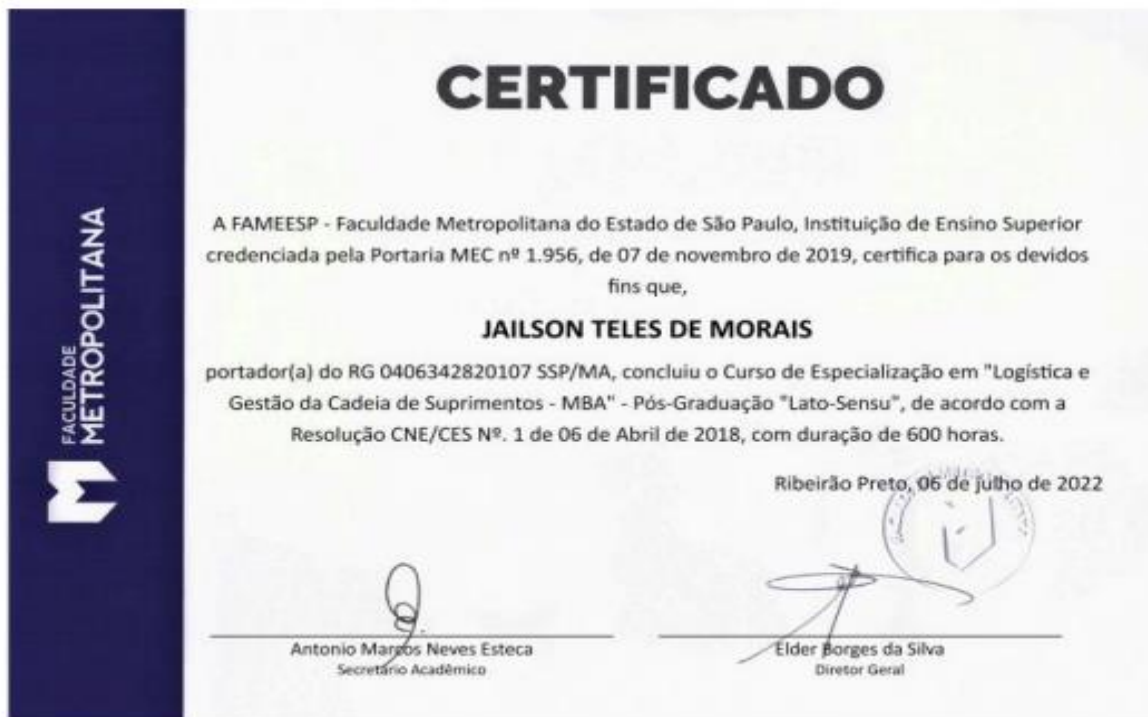 FACULDADE
METROPOLITANA
CERTIFICADO
A FAMEESP - Faculdade Metropolitana do Estado de São Paulo, Instituição de Ensino Superior
credenciada pela Portaria MEC nº 1.956, de 07 de novembro de 2019, certifica para os devidos
fins que,
JAILSON TELES DE MORAIS
portador(a) do RG 0406342820107 SSP/MA, concluiu o Curso de Especialização em "Logística e
Gestão da Cadeia de Suprimentos - MBA" - Pós-Graduação "Lato-Sensu", de acordo com a
Resolução CNE/CES Nº. 1 de 06 de Abril de 2018, com duração de 600 horas.
Ribeirão Preto, 06 de julho de 2022
Antonio Marcos Neves Esteca
Secretário Acadêmico
Elder Borges da Silva
Diretor Geral